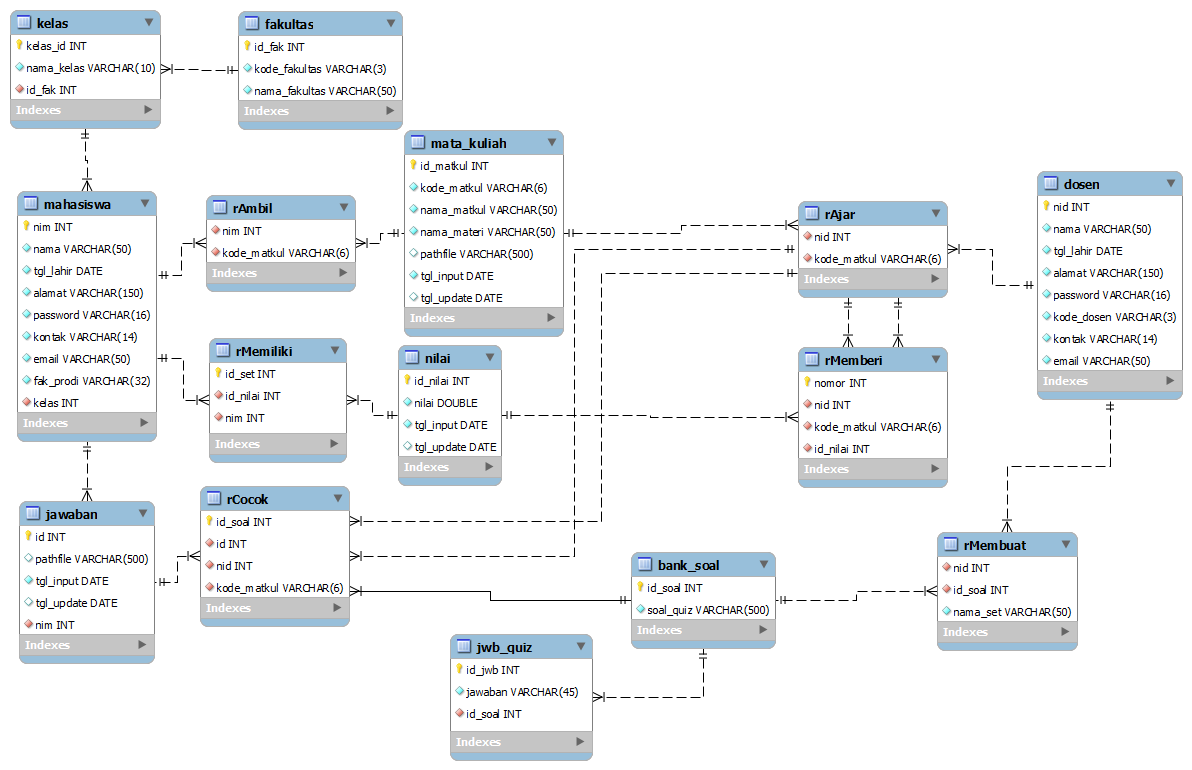 kelas
kelas_id INT
nama_kelas VARCHAR(10)
id_fak INT
Indexes
fakultas
id_fak INT
kode_fakultas VARCHAR(3)
nama_fakultas VARCHAR(50)
Indexes
mata_kuliah
id_matkul INT
kode_matkul VARCHAR(6)
nama_matkul VARCHAR(50)
nama_materi VARCHAR(50)
pathfile VARCHAR(500)
tgl_input DATE
tgl_update DATE
Indexes
mahasiswa
nim INT
nama VARCHAR(50)
tgl_lahir DATE
alamat VARCHAR(150)
password VARCHAR(16)
kontak VARCHAR(14)
email VARCHAR(50)
fak_prodi VARCHAR(32)
kelas INT
Indexes
rAmbil
nim INT
kode_matkul VARCHAR(6)
Indexes
rAjar
nid INT
kode_matkul VARCHAR(6)
Indexes
dosen
nid INT
nama VARCHAR(50)
tgl_lahir DATE
alamat VARCHAR(150)
password VARCHAR(16)
kode_dosen VARCHAR(3)
kontak VARCHAR(14)
email VARCHAR(50)
Indexes
rMemiliki
id_set INT
id_nilai INT
nim INT
Indexes
nilai
id_nilai INT
nilai DOUBLE
tgl_input DATE
tgl_update DATE
Indexes
rMemberi
nomor INT
nid INT
kode_matkul VARCHAR(6)
id_nilai INT
Indexes
jawaban
id INT
pathfile VARCHAR(500)
tgl_input DATE
tgl_update DATE
nim INT
Indexes
rCocok
id_soal INT
id INT
nid INT
kode_matkul VARCHAR(6)
Indexes
bank_soal
id_soal INT
soal_quiz VARCHAR(500)
Indexes
rMembuat
nid INT
id_soal INT
nama_set VARCHAR(50)
Indexes
jwb_quiz
id_jwb INT
jawaban VARCHAR(45)
id_soal INT
Indexes